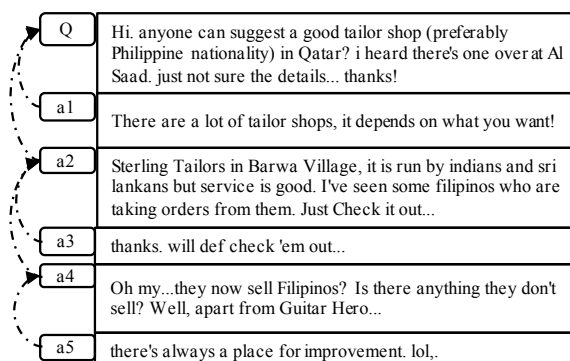 Q
Hi. anyone can suggest a good tailor shop (preferably
Philippine nationality) in Qatar? i heard there's one over at Al
Saad. just not sure the details... thanks!
a1
There are a lot of tailor shops, it depends on what you want!
a2
Sterling Tailors in Barwa Village, it is run by indians and sri
lankans but service is good. I've seen some filipinos who are
taking orders from them. Just Check it out...
a3
thanks. will def check 'em out...
a4
Oh my...they now sell Filipinos? Is there anything they don't
sell? Well, apart from Guitar Hero...
a5
there's always a place for improvement. lol,.